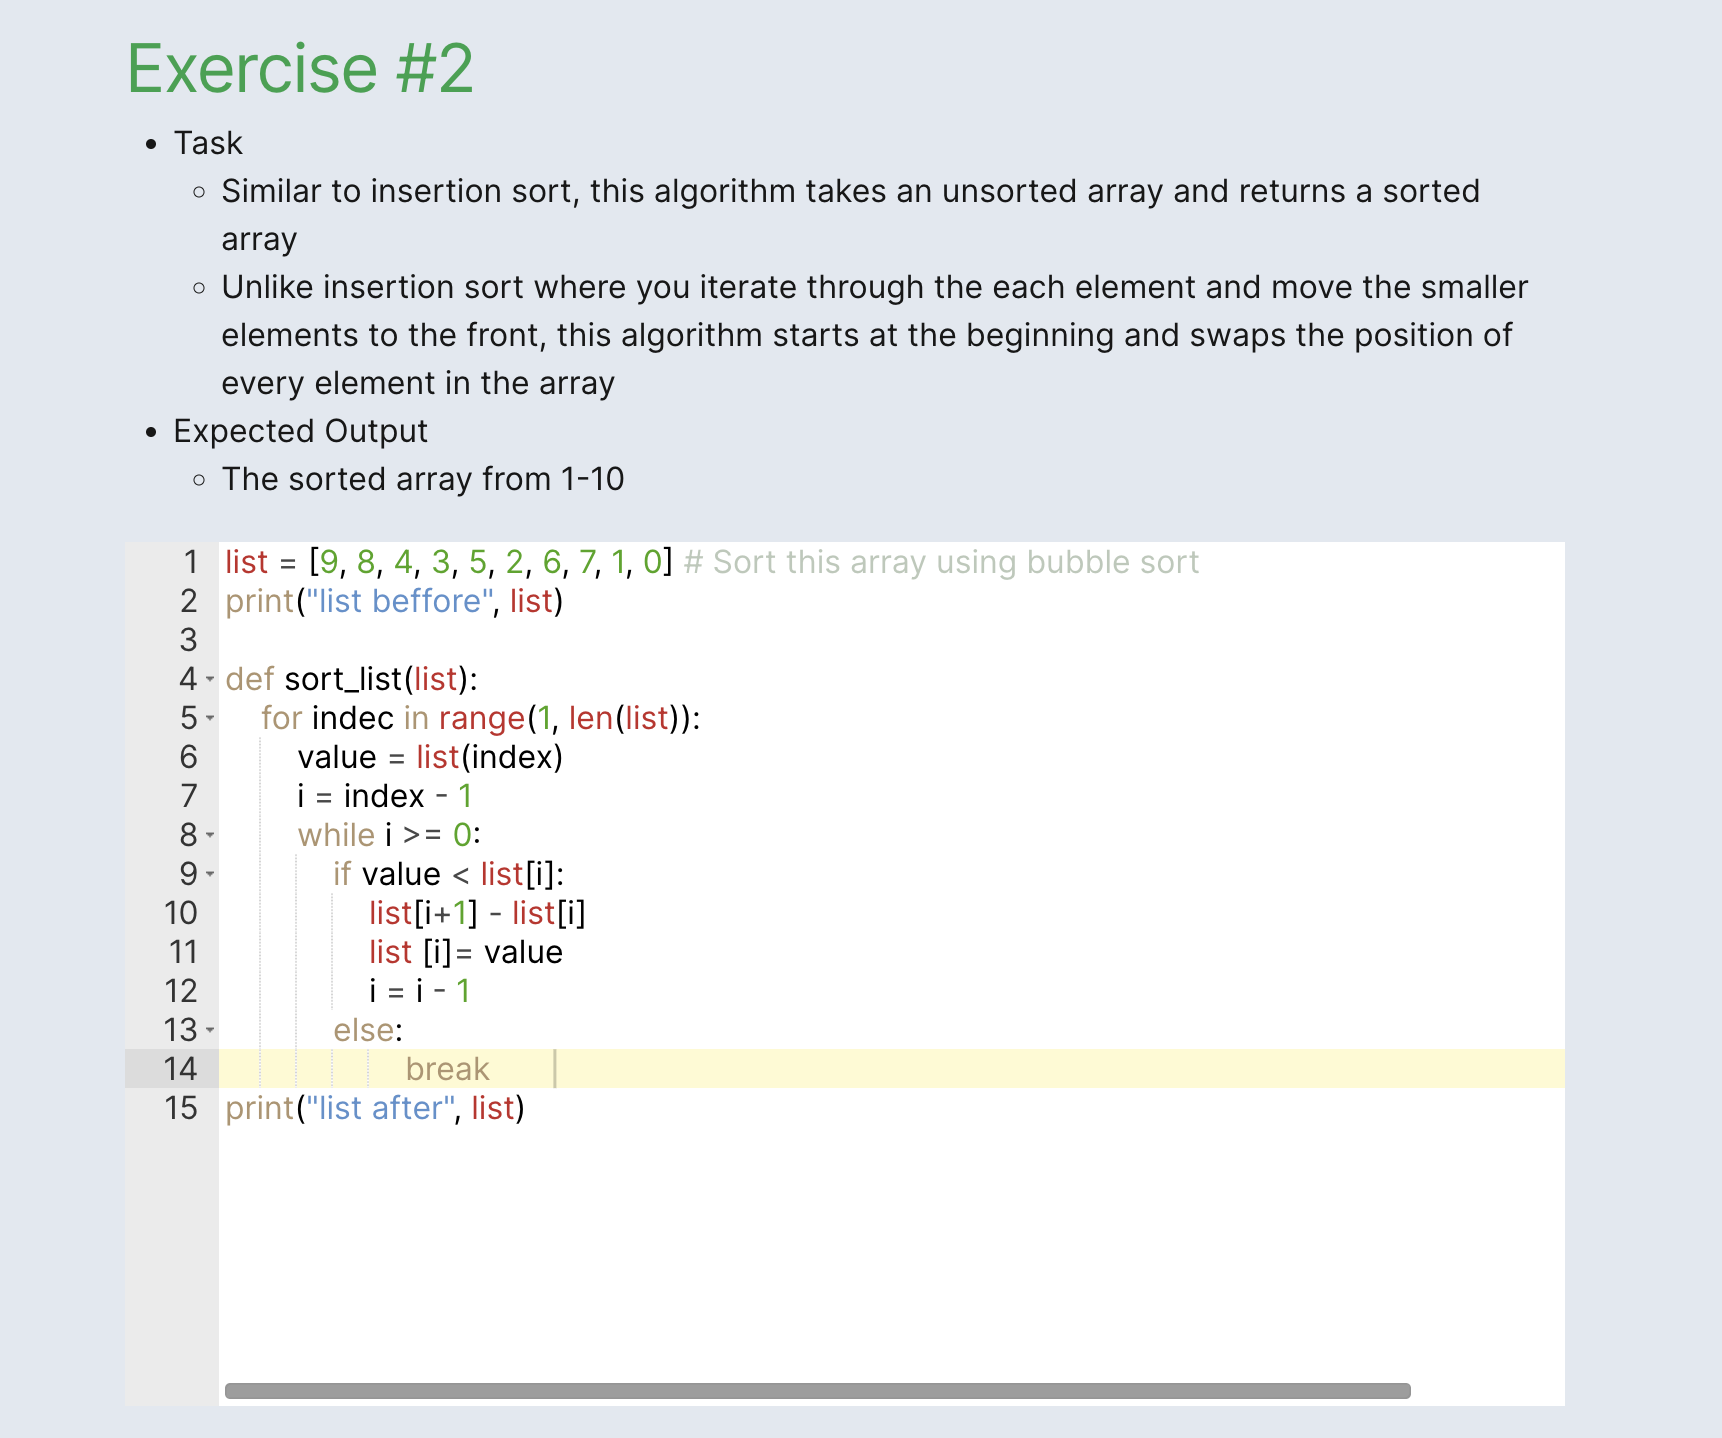 Exercise #2
Task
Similar to insertion sort, this algorithm takes an unsorted array and returns a sorted
array
Unlike insertion sort where you iterate through the each element and move the smaller
elements to the front, this algorithm starts at the beginning and swaps the position of
every element in the array
Expected Output
The sorted array from 1-10
1 list = [9, 8, 4, 3, 5, 2, 6, 7, 1, 0] # Sort this array using bubble sort
2 print("list beffore", list)
3
4 def sort_list(list):
5 for indec in range(1, len(list)):
6 value = list(index)
7 i = index - 1
8 while i >= 0:
9 if value < list[i]:
10 list[i+1] - list[i]
11 list [i]= value
12 i = i - 1
13 else:
14 break
15 print("list after", list)